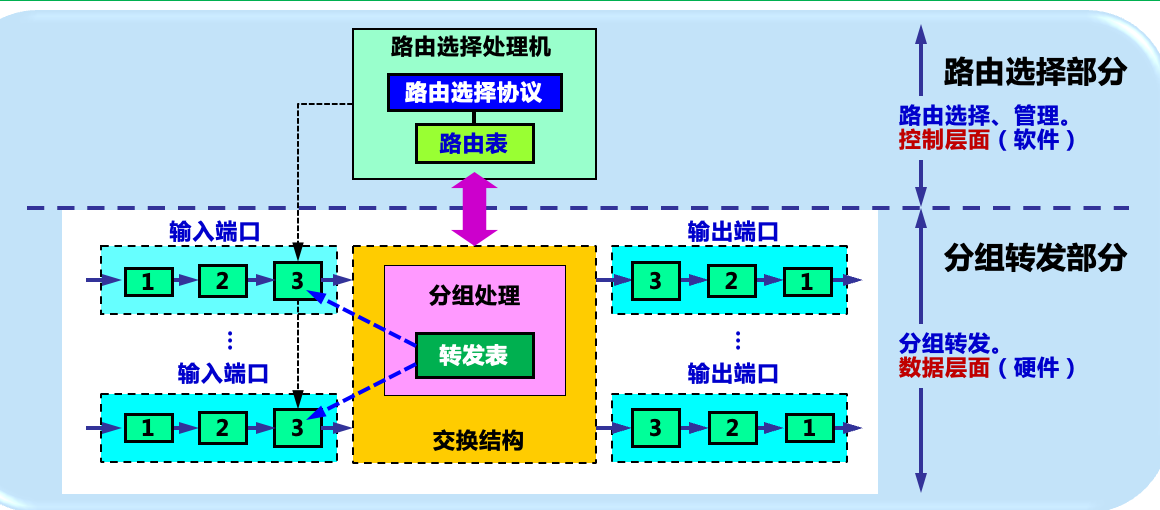 路由选择处理机
路由选择协议
路由表
路由选择部分
路由选择、管理。
控制层面（软件）
输入端口
输出端口
1
2
3
3
2
1
分组处理
转发表
分组转发部分
…
…
分组转发。
数据层面（硬件）
输入端口
输出端口
1
2
3
3
2
1
交换结构